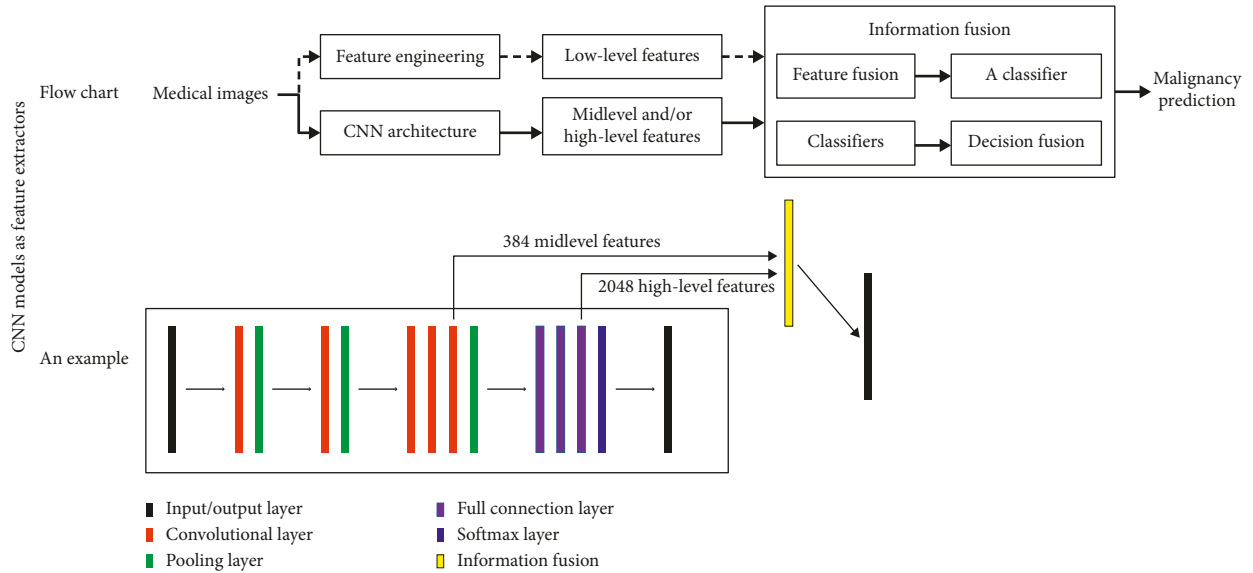 CNN models as feature extractors
Flow chart
Medical images
Feature engineering
Low-level features
CNN architecture
Midlevel and/or
high-level features
Information fusion
Feature fusion
A classifier
Classifiers
Decision fusion
Malignancy
prediction
An example
384 midlevel features
2048 high-level features
Input/output layer
Convolutional layer
Pooling layer
Full connection layer
Softmax layer
Information fusion